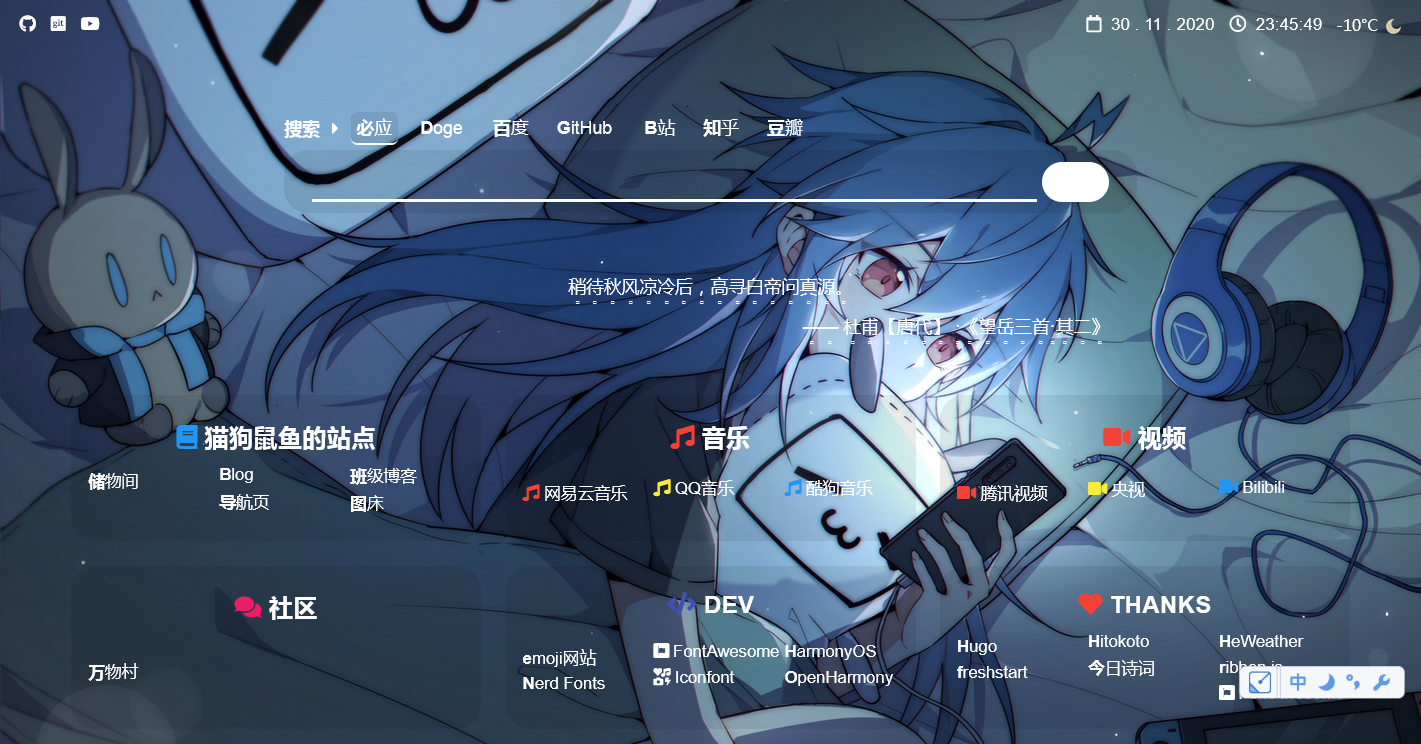 30 . 11 . 2020 23:45:49 -10℃
搜索 必应 Doge 百度 GitHub B站 知乎 豆瓣
稍待秋风凉冷后，高寻白帝问真源。
—— 杜甫【唐代】 ·《望岳三首·其二》
猫狗鼠鱼的站点
储物间 Blog 班级博客
导航页 图床
音乐
网易云音乐 QQ音乐 酷狗音乐
视频
腾讯视频 央视 Bilibili
社区
万物村
DEV
emoji网站 FontAwesome HarmonyOS
Nerd Fonts Iconfont OpenHarmony
THANKS
Hugo Hitokoto HeWeather
freshstart 今日诗词 ribbon.js
中